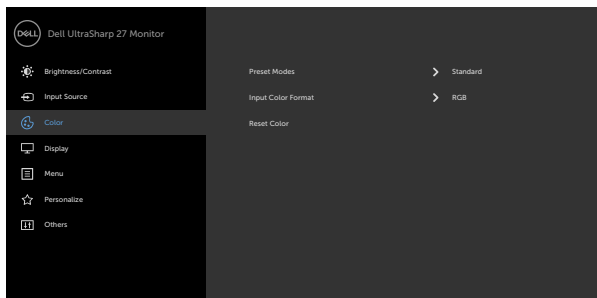 DELL
Dell UltraSharp 27 Monitor
Brightness/Contrast
Input Source
Color
Display
Menu
Personalize
Others
Preset Modes
Standard
Input Color Format
RGB
Reset Color